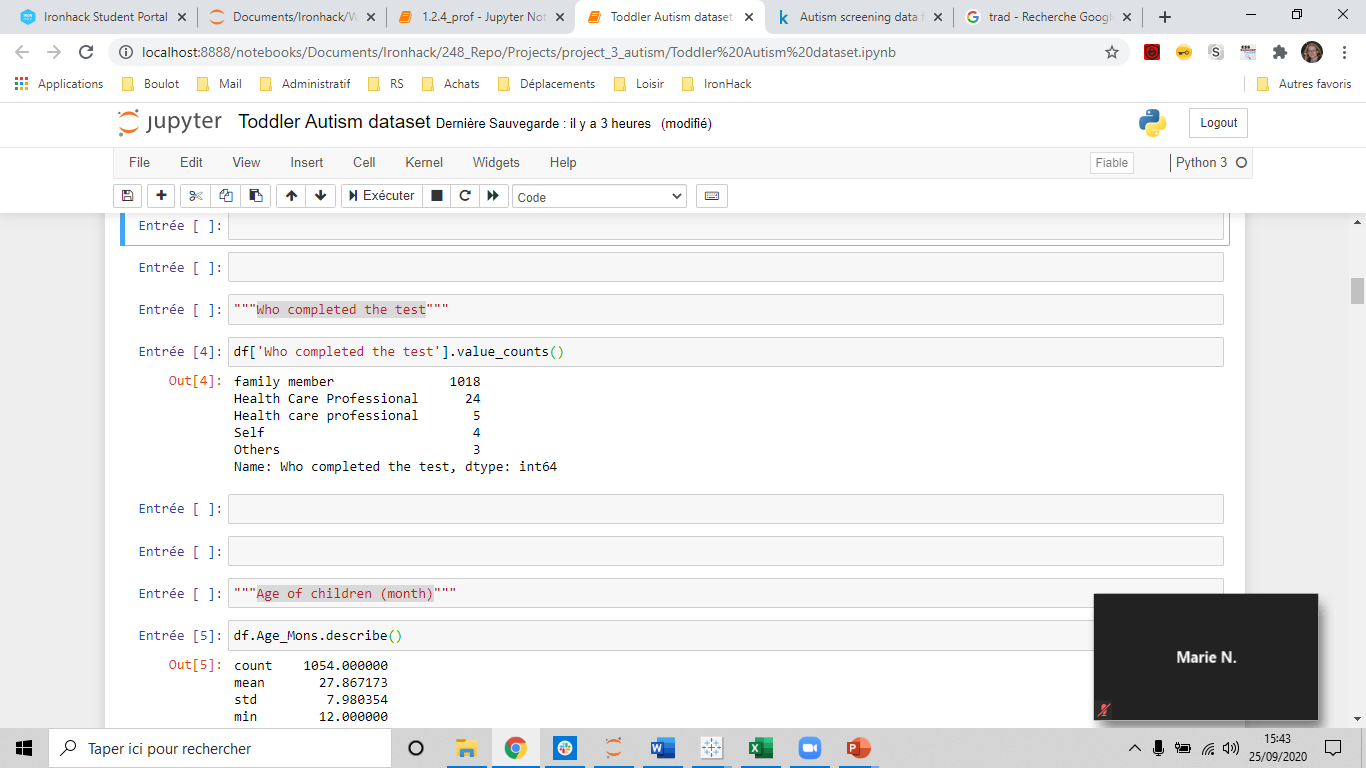 Ironhack Student Portal
Documents/Ironhack/W
1.2.4_prof - Jupyter Not
Toddler Autism dataset
Autism screening data f
trad - Recherche Googl
localhost:8888/notebooks/Documents/Ironhack/248_Repo/Projects/project_3_autism/Toddler%20Autism%20dataset.ipynb
Applications Boulot Mail Administratif RS Achats Déplacements Loisir IronHack Autres favoris
jupyter Toddler Autism dataset Dernière Sauvegarde : il y a 3 heures (modifié) Logout
File Edit View Insert Cell Kernel Widgets Help Fiable Python 3
Exécuter Code
Entrée [ ]:
Entrée [ ]:
Entrée [ ]: """Who completed the test"""
Entrée [4]: df['Who completed the test'].value_counts()
Out[4]: family member 1018
Health Care Professional 24
Health care professional 5
Self 4
Others 3
Name: Who completed the test, dtype: int64
Entrée [ ]:
Entrée [ ]:
Entrée [ ]: """Age of children (month)"""
Entrée [5]: df.Age_Mons.describe()
Out[5]: count 1054.000000
mean 27.867173
std 7.980354
min 12.000000
Marie N.
Taper ici pour rechercher
15:43
25/09/2020